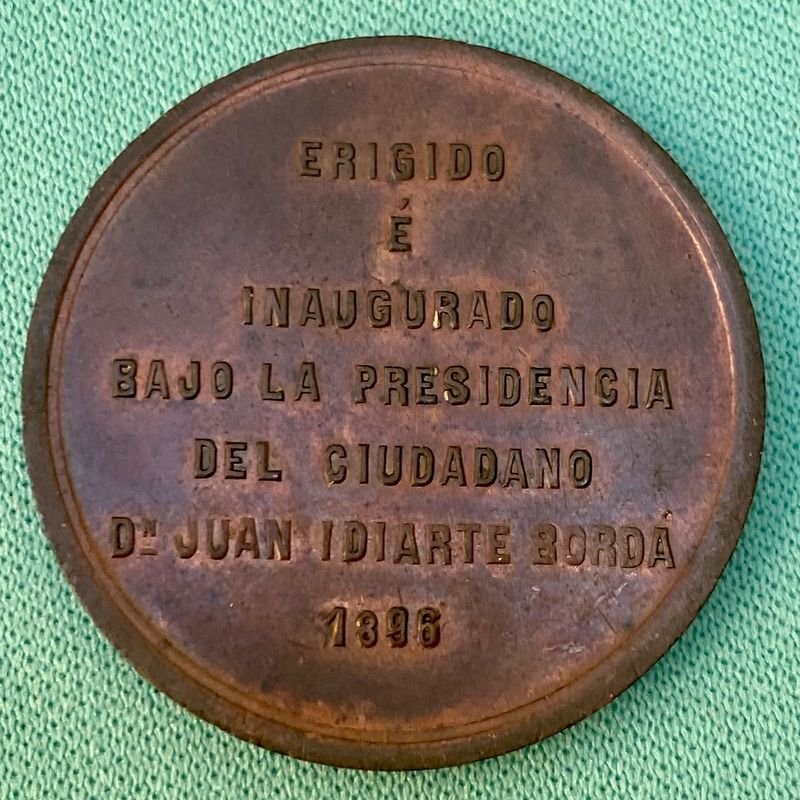 ERIGIDO
É
INAUGURADO
BAJO LA PRESIDENCIA
DEL CIUDADANO
Dⁿ JUAN IDIARTE BORDA
1896